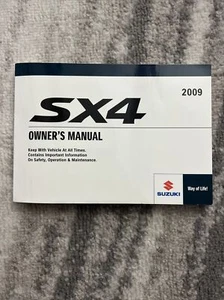 2009
SX4
OWNER'S MANUAL
Keep With Vehicle At All Times.
Contains Important Information
On Safety, Operation & Maintenance.
SUZUKI
Way of Life!